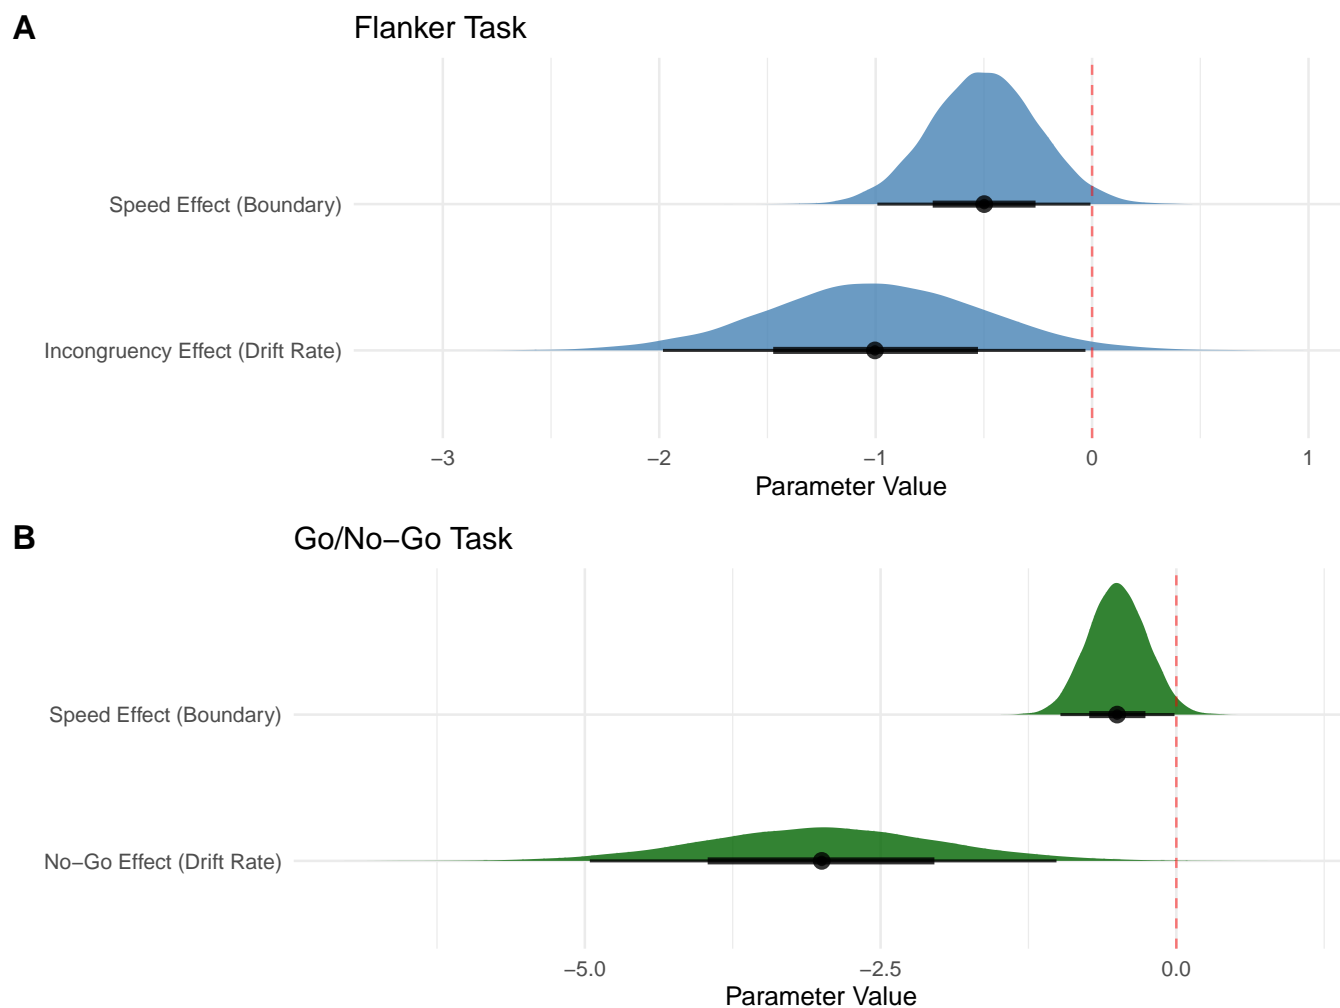 A
Flanker Task
Speed Effect (Boundary)
Incongruency Effect (Drift Rate)
−3 −2 −1 0 1
Parameter Value
B
Go/No−Go Task
Speed Effect (Boundary)
No−Go Effect (Drift Rate)
−5.0 −2.5 0.0
Parameter Value